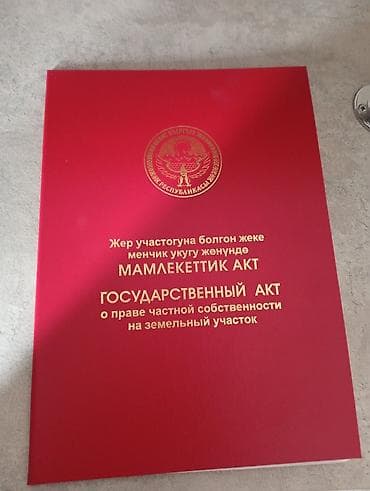 Жер участогуна болгон жеке
менчик укугу жөнүндө
МАМЛЕКЕТТИК АКТ
ГОСУДАРСТВЕННЫЙ АКТ
о праве частной собственности
на земельный участок